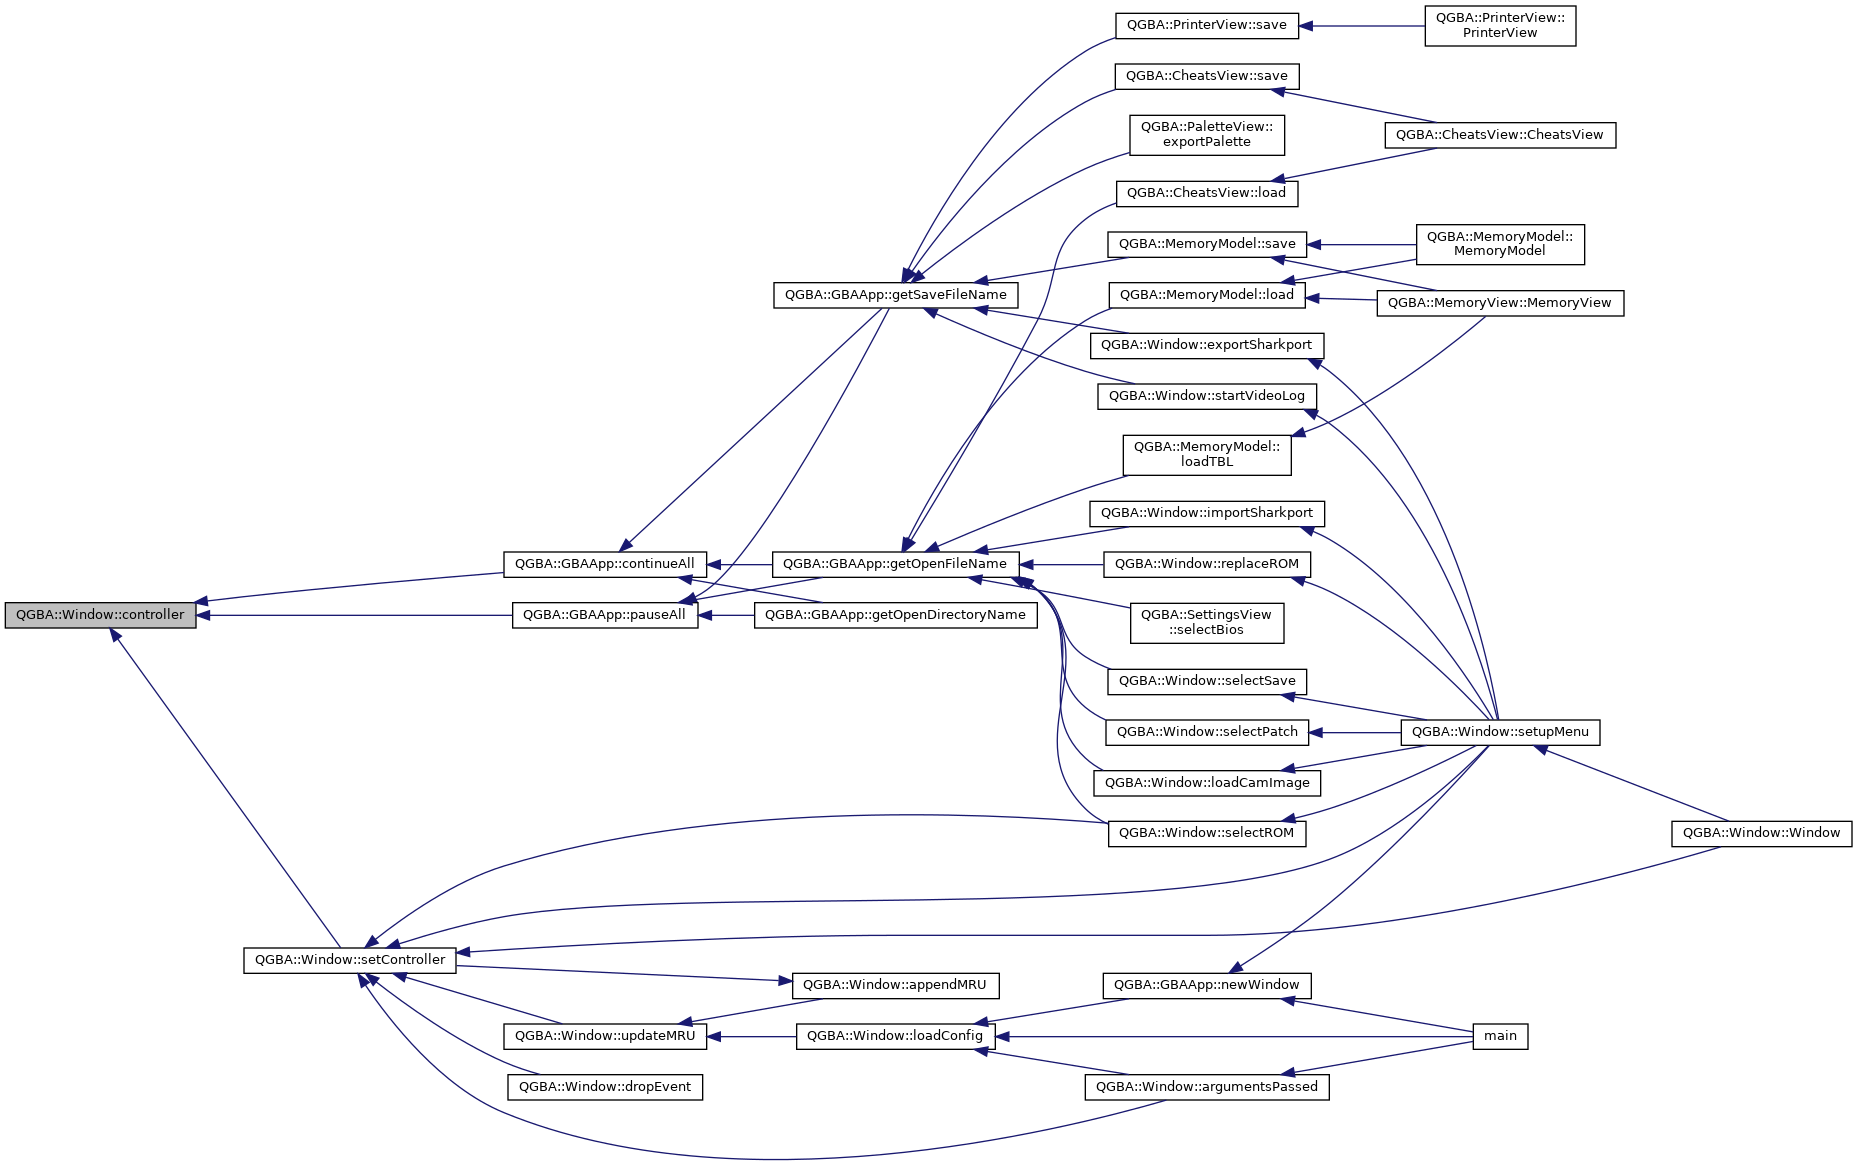 QGBA::PrinterView::save
QGBA::PrinterView::
PrinterView
QGBA::CheatsView::save
QGBA::PaletteView::
exportPalette
QGBA::CheatsView::CheatsView
QGBA::CheatsView::load
QGBA::MemoryModel::save
QGBA::MemoryModel::
MemoryModel
QGBA::GBAApp::getSaveFileName
QGBA::MemoryModel::load
QGBA::MemoryView::MemoryView
QGBA::Window::exportSharkport
QGBA::Window::startVideoLog
QGBA::MemoryModel::
loadTBL
QGBA::Window::importSharkport
QGBA::GBAApp::continueAll
QGBA::GBAApp::getOpenFileName
QGBA::Window::replaceROM
QGBA::Window::controller
QGBA::GBAApp::pauseAll
QGBA::GBAApp::getOpenDirectoryName
QGBA::SettingsView
::selectBios
QGBA::Window::selectSave
QGBA::Window::selectPatch
QGBA::Window::setupMenu
QGBA::Window::loadCamImage
QGBA::Window::selectROM
QGBA::Window::Window
QGBA::Window::setController
QGBA::Window::appendMRU
QGBA::GBAApp::newWindow
QGBA::Window::updateMRU
QGBA::Window::loadConfig
main
QGBA::Window::dropEvent
QGBA::Window::argumentsPassed